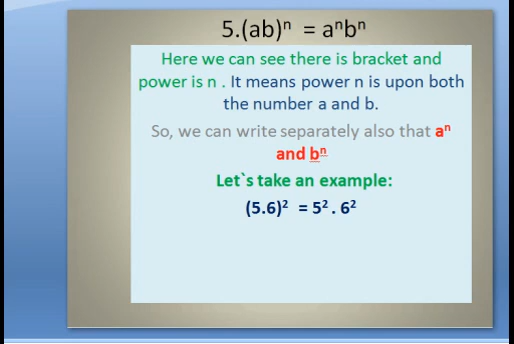 5.(ab)ⁿ = aⁿbⁿ
Here we can see there is bracket and
power is n . It means power n is upon both
the number a and b.
So, we can write separately also that aⁿ
and bⁿ
Let`s take an example:
(5.6)² = 5² . 6²